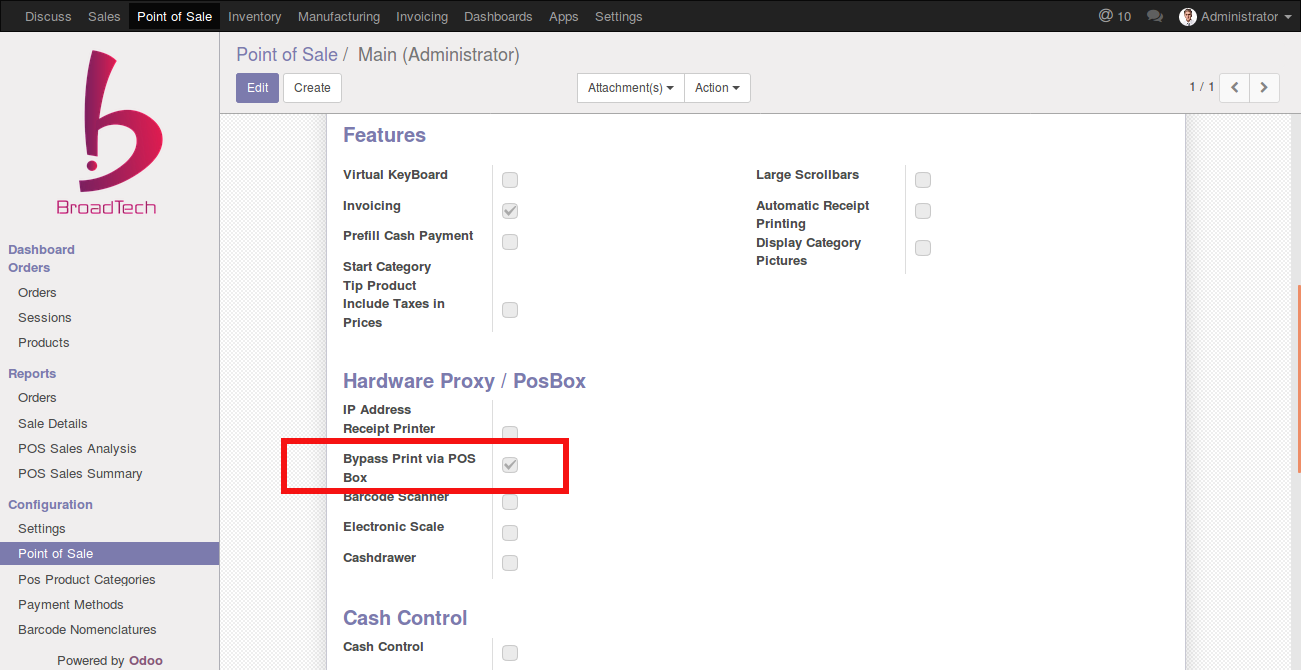 Discuss Sales Point of Sale Inventory Manufacturing Invoicing Dashboards Apps Settings @ 10 Administrator
Point of Sale / Main (Administrator)
Edit Create Attachment(s) Action 1 / 1
BroadTech
Dashboard
Orders
Orders
Sessions
Products
Reports
Orders
Sale Details
POS Sales Analysis
POS Sales Summary
Configuration
Settings
Point of Sale
Pos Product Categories
Payment Methods
Barcode Nomenclatures
Powered by Odoo
Features
Virtual KeyBoard
Invoicing
Prefill Cash Payment
Start Category
Tip Product
Include Taxes in
Prices
Large Scrollbars
Automatic Receipt
Printing
Display Category
Pictures
Hardware Proxy / PosBox
IP Address
Receipt Printer
Bypass Print via POS
Box
Barcode Scanner
Electronic Scale
Cashdrawer
Cash Control
Cash Control